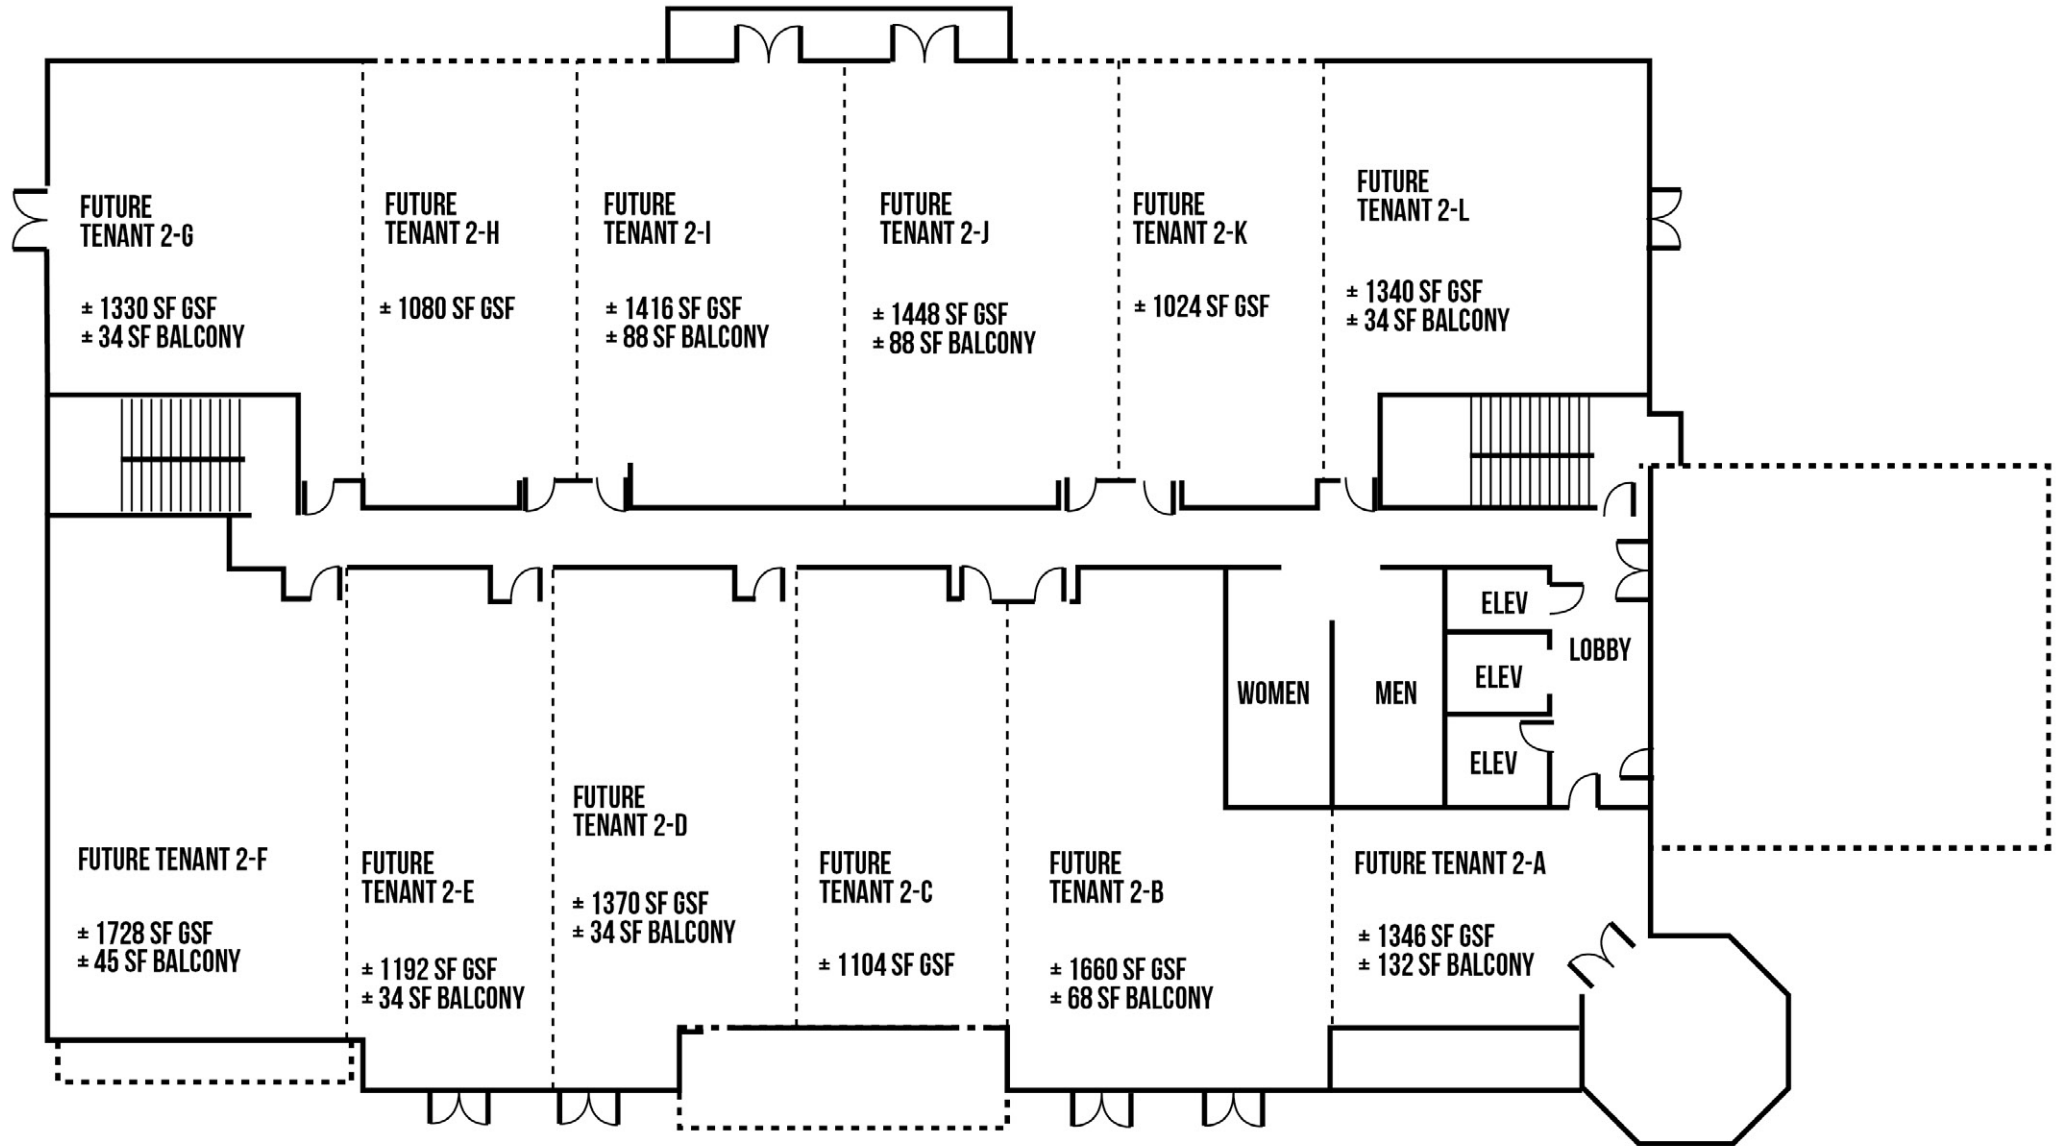 FUTURE
TENANT 2-G
± 1330 SF GSF
± 34 SF BALCONY
FUTURE
TENANT 2-H
± 1080 SF GSF
FUTURE
TENANT 2-I
± 1416 SF GSF
± 88 SF BALCONY
FUTURE
TENANT 2-J
± 1448 SF GSF
± 88 SF BALCONY
FUTURE
TENANT 2-K
± 1024 SF GSF
FUTURE
TENANT 2-L
± 1340 SF GSF
± 34 SF BALCONY
ELEV
LOBBY
ELEV
WOMEN
MEN
ELEV
FUTURE TENANT 2-F
± 1728 SF GSF
± 45 SF BALCONY
FUTURE
TENANT 2-E
± 1192 SF GSF
± 34 SF BALCONY
FUTURE
TENANT 2-D
± 1370 SF GSF
± 34 SF BALCONY
FUTURE
TENANT 2-C
± 1104 SF GSF
FUTURE
TENANT 2-B
± 1660 SF GSF
± 68 SF BALCONY
FUTURE TENANT 2-A
± 1346 SF GSF
± 132 SF BALCONY